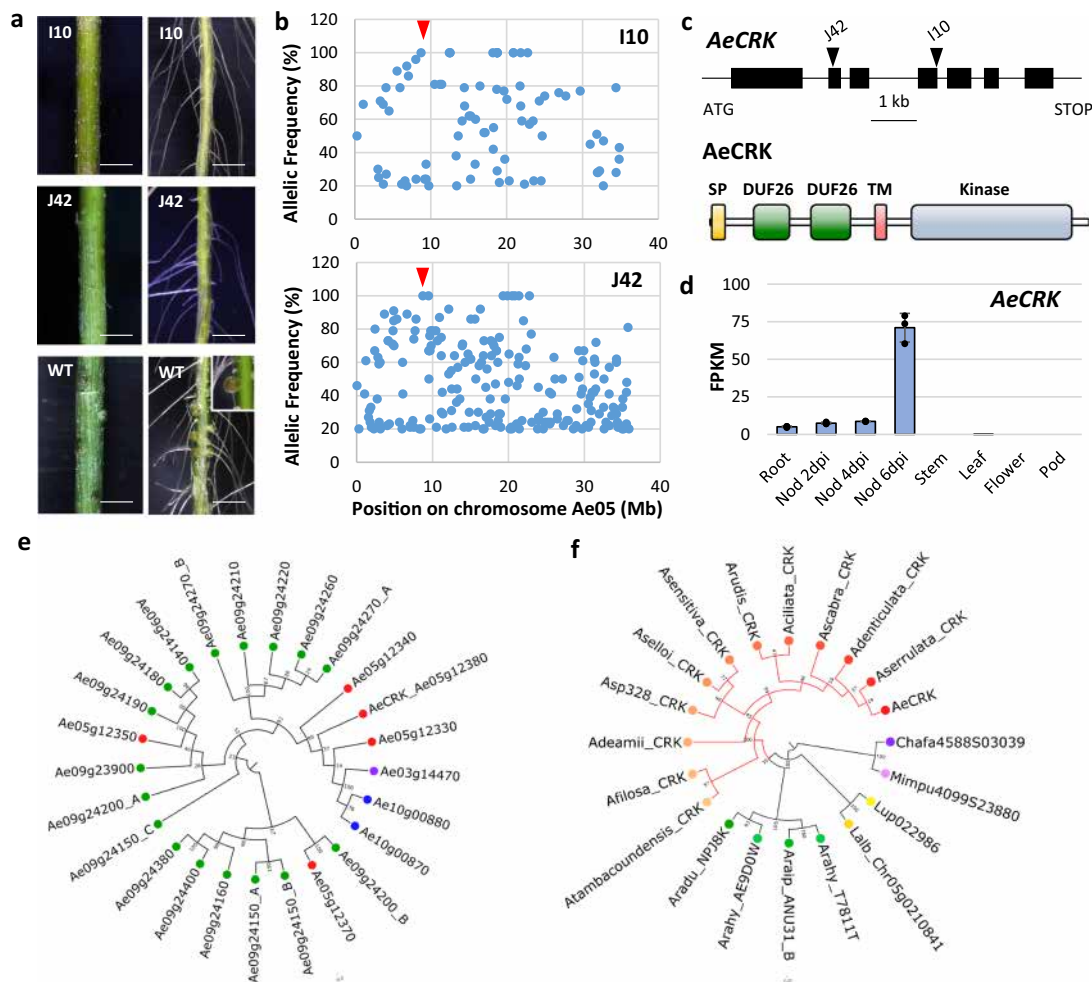 a
I10
J42
WT
I10
J42
WT
b
I10
Allelic Frequency (%)
120
100
80
60
40
20
0
0 10 20 30 40
J42
Allelic Frequency (%)
120
100
80
60
40
20
0
0 10 20 30 40
Position on chromosome Ae05 (Mb)
c
AeCRK
J42
I10
1 kb
ATG
STOP
AeCRK
SP
DUF26
DUF26
TM
Kinase
d
AeCRK
FPKM
100
75
50
25
0
Root
Nod 2dpi
Nod 4dpi
Nod 6dpi
Stem
Leaf
Flower
Pod
e
Ae09g24270_B
Ae09g24210
Ae09g24220
Ae09g24260
Ae09g24270_A
Ae05g12340
AeCRK_Ae05g12380
Ae05g12330
Ae03g14470
Ae10g00880
Ae10g00870
Ae09g24200_B
Ae05g12370
Ae09g24150_B
Ae09g24150_A
Ae09g24160
Ae09g24400
Ae09g24380
Ae09g24150_C
Ae09g24200_A
Ae09g23900
Ae05g12350
Ae09g24190
Ae09g24180
Ae09g24140
f
Asensitiva_CRK
Arudis_CRK
Aciliata_CRK
Ascabra_CRK
Adenticulata_CRK
Aserrulata_CRK
AeCRK
Chafa4588S03039
Mimpu4099S23880
Lup022986
Lalb_Chr05g0210841
Arahy_T7811T
Araip_ANU31_B
Arahy_AE9D0W
Aradu_NPJ8K
Atambacoundensis_CRK
Afilosa_CRK
Adeamii_CRK
Asp328_CRK
Aselloi_CRK